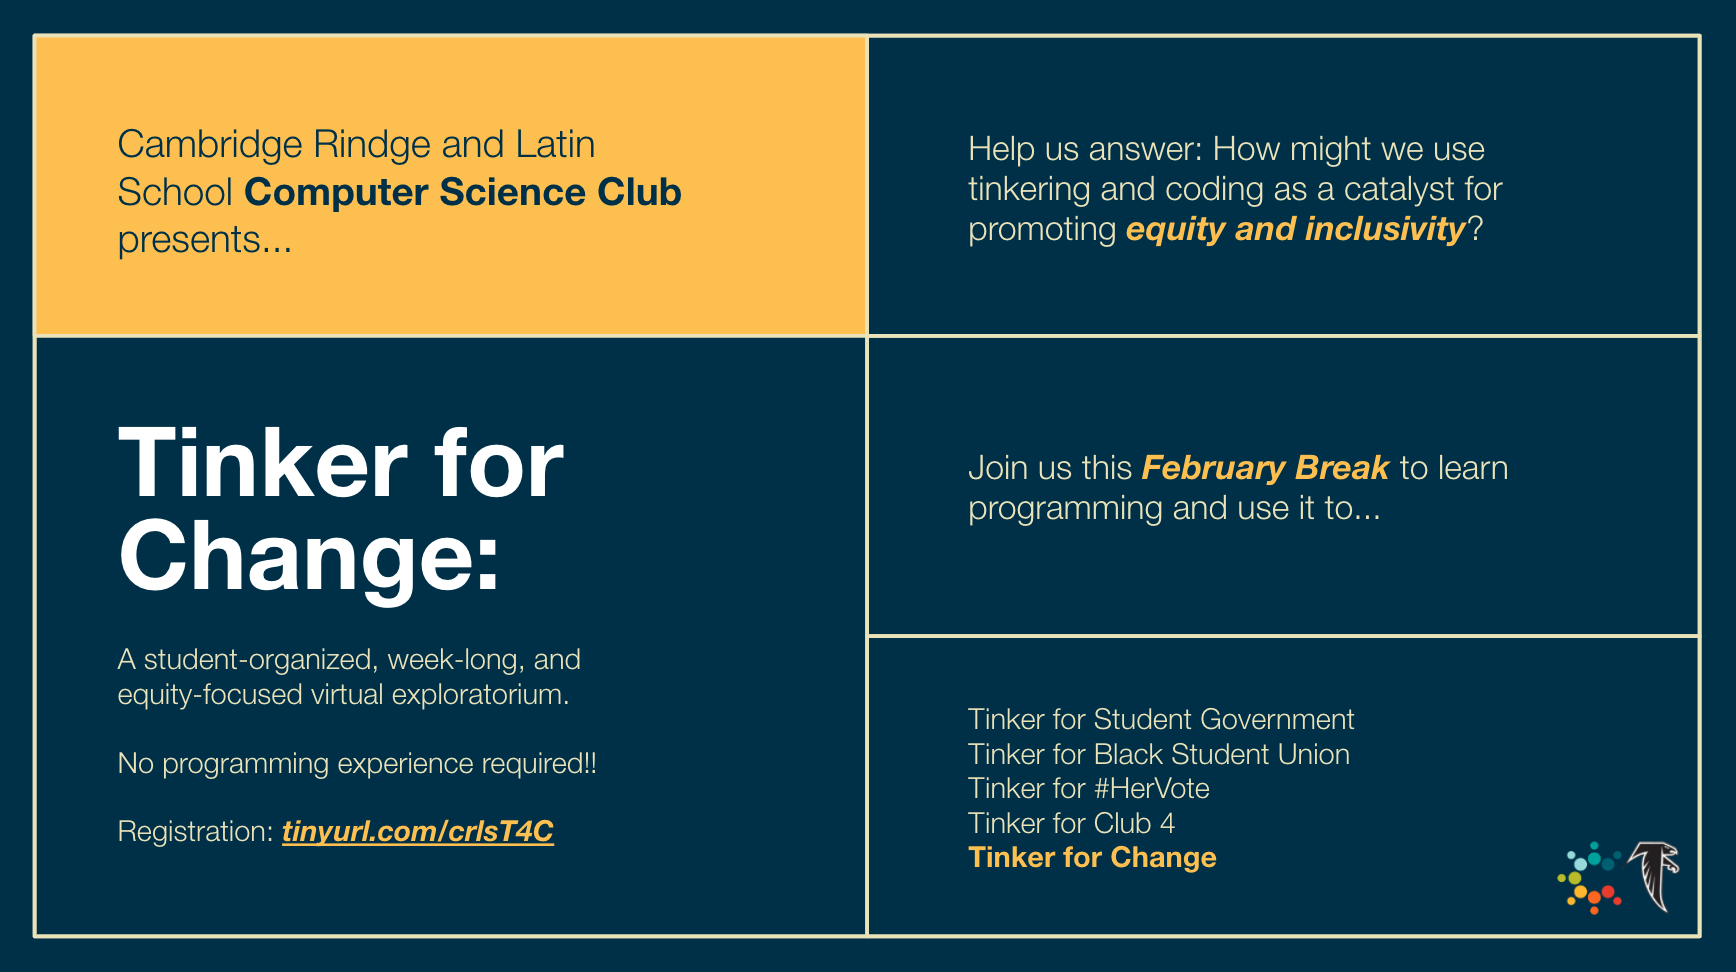 Cambridge Rindge and Latin
School Computer Science Club
presents...
Help us answer: How might we use
tinkering and coding as a catalyst for
promoting equity and inclusivity?
Tinker for
Change:
A student-organized, week-long, and
equity-focused virtual exploratorium.
No programming experience required!!
Registration: tinyurl.com/crlsT4C
Join us this February Break to learn
programming and use it to...
Tinker for Student Government
Tinker for Black Student Union
Tinker for #HerVote
Tinker for Club 4
Tinker for Change